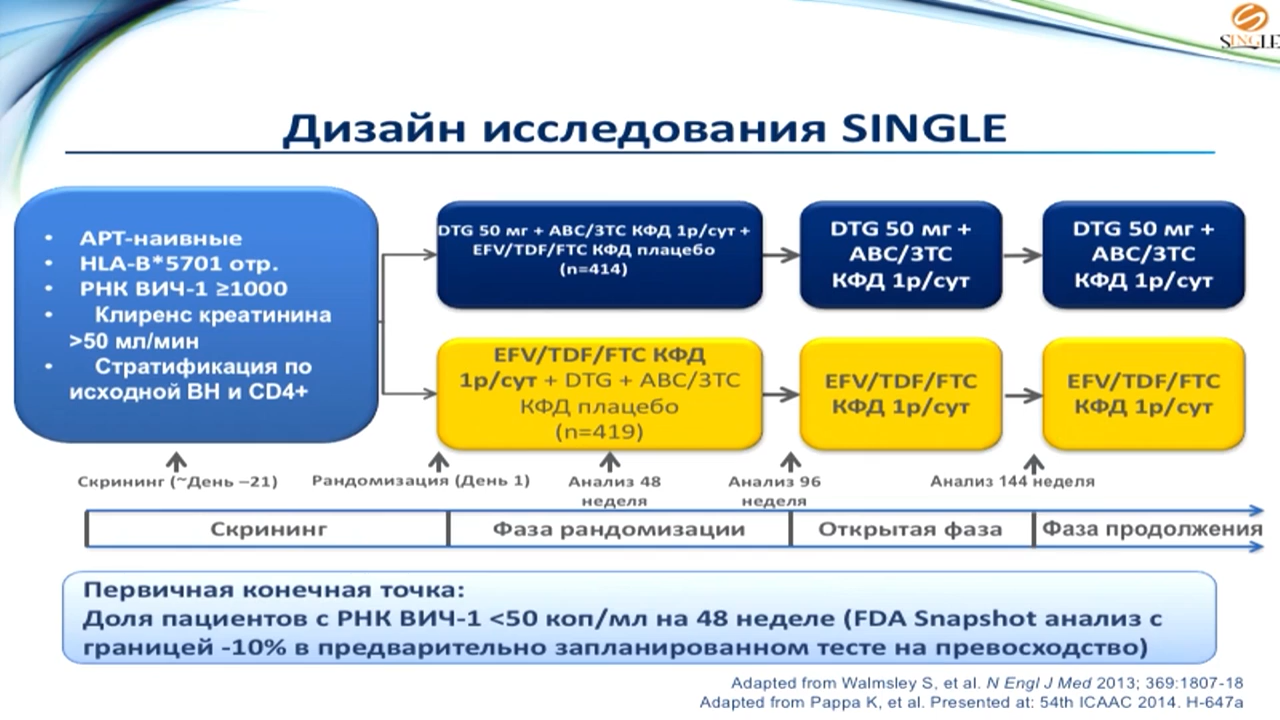 SINGLE
Дизайн исследования SINGLE
• АРТ-наивные
• HLA-B*5701 отр.
• РНК ВИЧ-1 ≥1000
• Клиренс креатинина
>50 мл/мин
• Стратификация по
исходной ВН и CD4+
DTG 50 мг + ABC/3TC КФД 1р/сут +
EFV/TDF/FTC КФД плацебо
(n=414)
DTG 50 мг +
ABC/3TC
КФД 1р/сут
DTG 50 мг +
ABC/3TC
КФД 1р/сут
EFV/TDF/FTC КФД
1р/сут + DTG + ABC/3TC
КФД плацебо
(n=419)
EFV/TDF/FTC
КФД 1р/сут
EFV/TDF/FTC
КФД 1р/сут
Скрининг (~День –21)
Рандомизация (День 1)
Анализ 48
неделя
Анализ 96
неделя
Анализ 144 неделя
Скрининг
Фаза рандомизации
Открытая фаза
Фаза продолжения
Первичная конечная точка:
Доля пациентов с РНК ВИЧ-1 <50 коп/мл на 48 неделе (FDA Snapshot анализ с
границей -10% в предварительно запланированном тесте на превосходство)
Adapted from Walmsley S, et al. N Engl J Med 2013; 369:1807-18
Adapted from Pappa K, et al. Presented at: 54th ICAAC 2014. H-647a